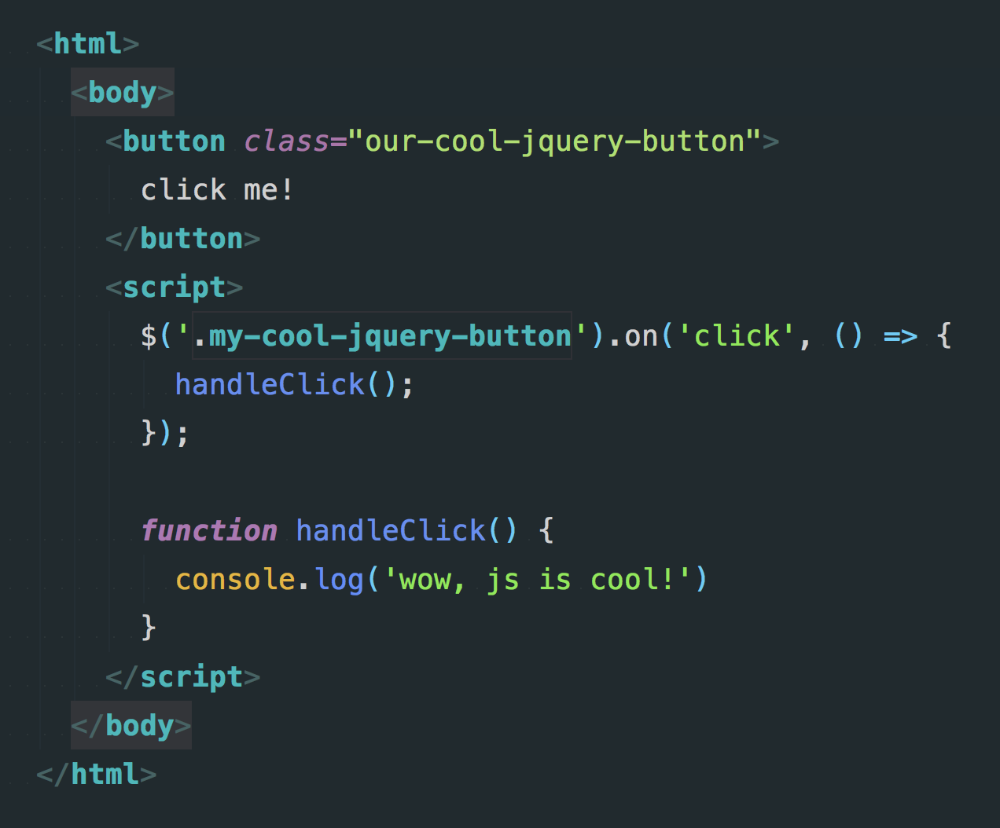 <html>
<body>
<button class="our-cool-jquery-button">
click me!
</button>
<script>
$('.my-cool-jquery-button').on('click', () => {
handleClick();
});
function handleClick() {
console.log('wow, js is cool!')
}
</script>
</body>
</html>